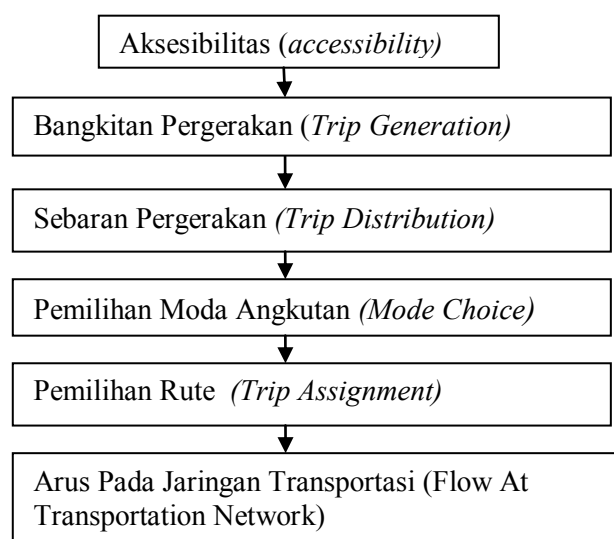 Aksesibilitas (accessibility)
Bangkitan Pergerakan (Trip Generation)
Sebaran Pergerakan (Trip Distribution)
Pemilihan Moda Angkutan (Mode Choice)
Pemilihan Rute (Trip Assignment)
Arus Pada Jaringan Transportasi (Flow At
Transportation Network)